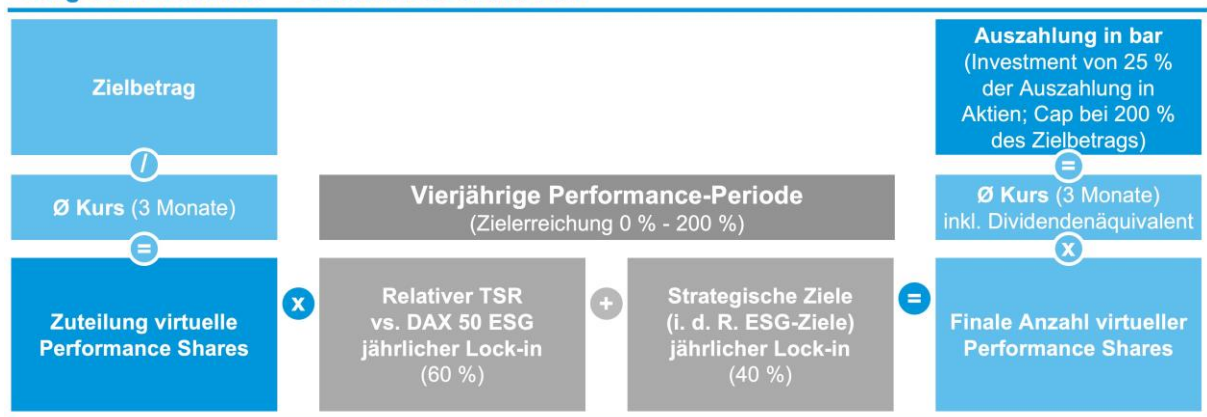 Zielbetrag
/
Ø Kurs (3 Monate)
=
Zuteilung virtuelle
Performance Shares
x
Vierjährige Performance-Periode
(Zielerreichung 0 % - 200 %)
Relativer TSR
vs. DAX 50 ESG
jährlicher Lock-in
(60 %)
+
Strategische Ziele
(i. d. R. ESG-Ziele)
jährlicher Lock-in
(40 %)
=
Auszahlung in bar
(Investment von 25 %
der Auszahlung in
Aktien; Cap bei 200 %
des Zielbetrags)
=
Ø Kurs (3 Monate)
inkl. Dividendenäquivalent
x
Finale Anzahl virtueller
Performance Shares